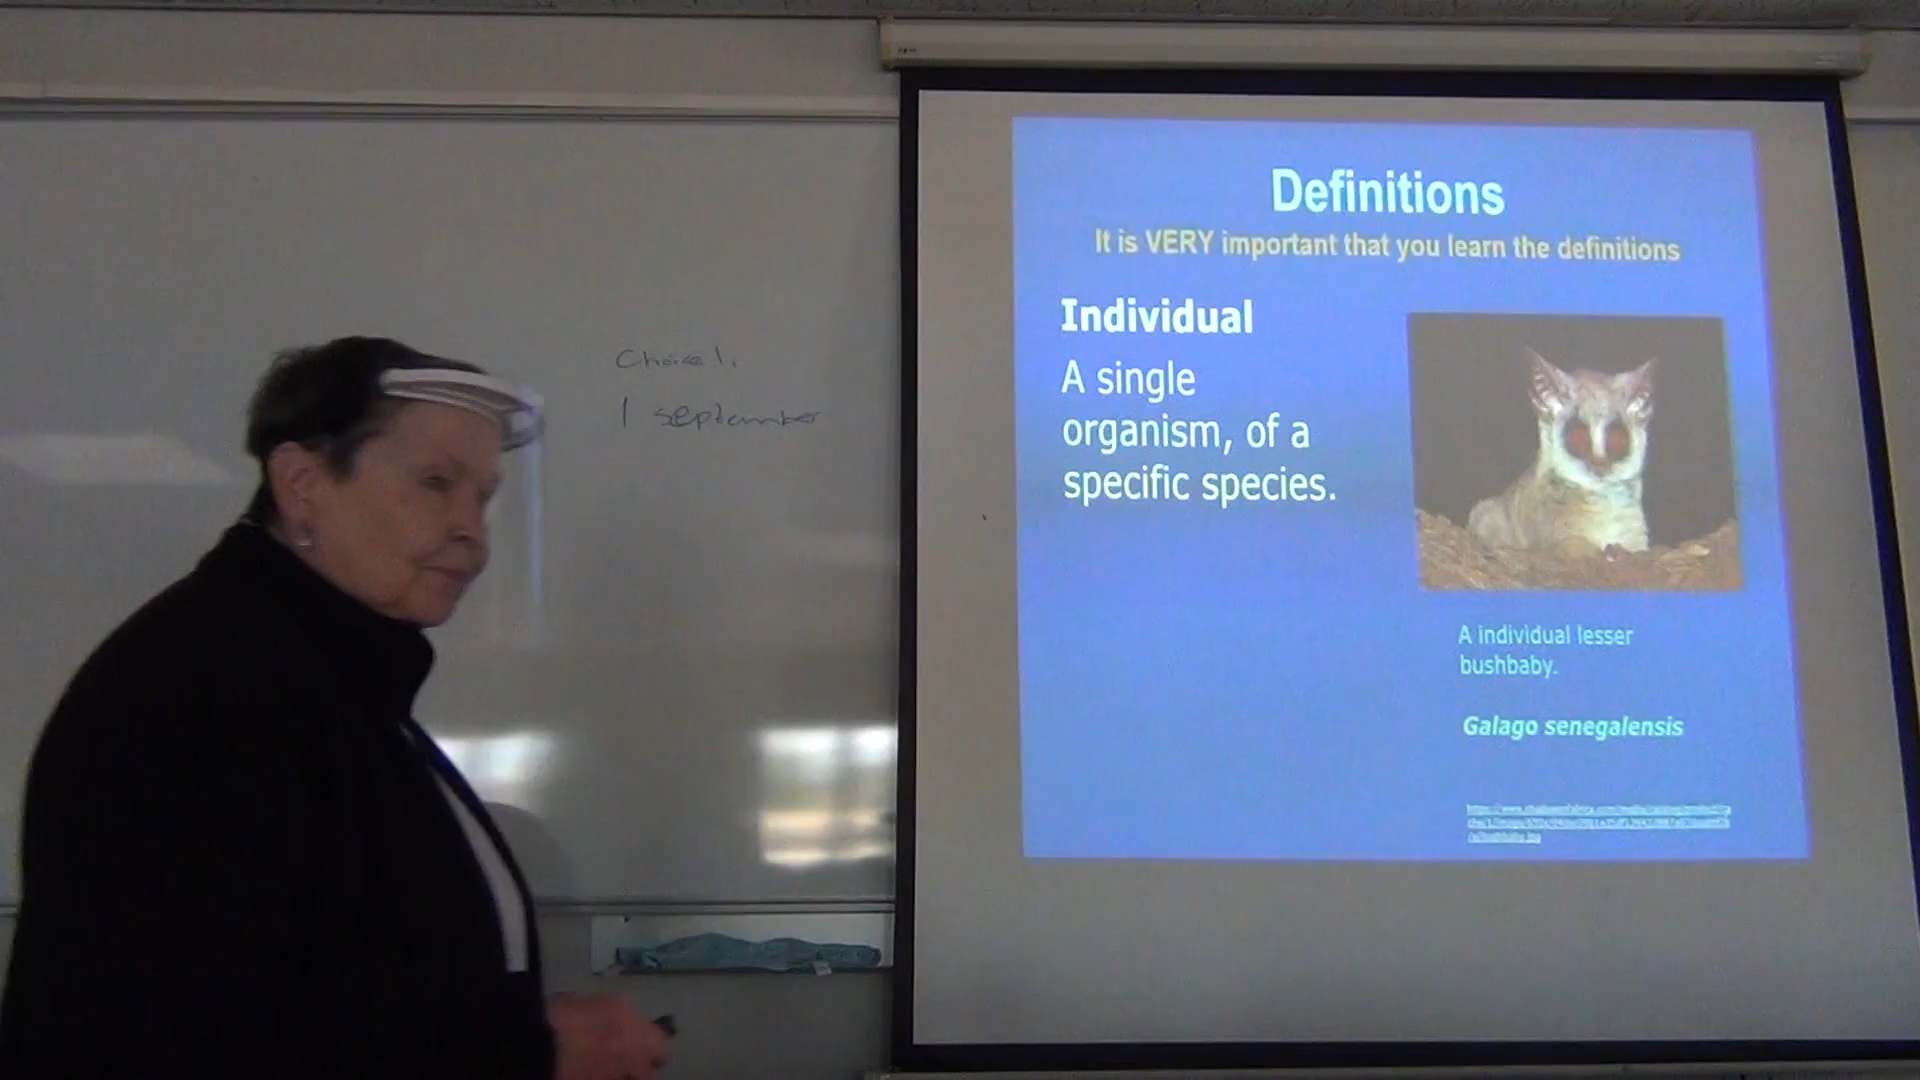 Choice 1.
1 september
Definitions
It is VERY important that you learn the definitions
Individual
A single
organism, of a
specific species.
A individual lesser
bushbaby.
Galago senegalensis